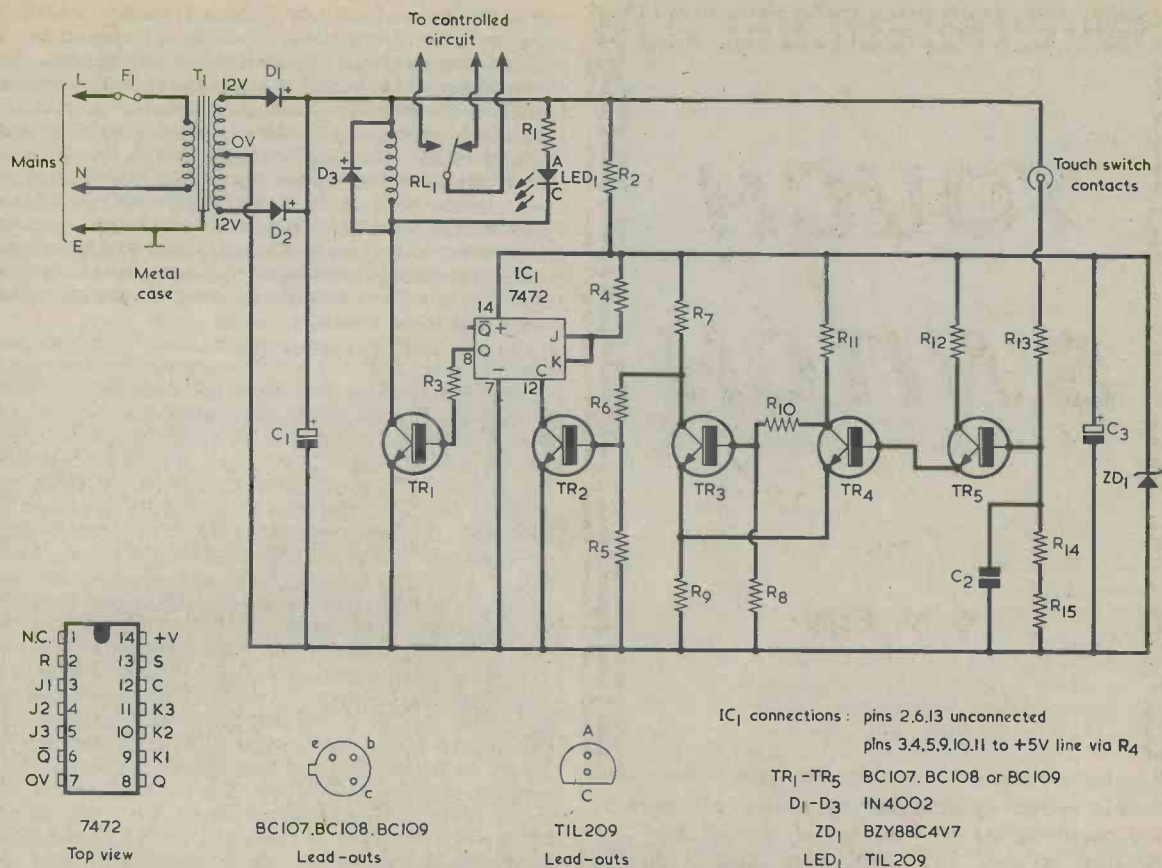 To controlled
circuit
L
F1
T1
12V
D1
0V
12V
D2
Mains
N
E
Metal
case
D3
RL1
R1
A
LED1
C
R2
Touch switch
contacts
IC1
7472
14
Q̅ +
Q
8
−
7
C
12
J
K
R4
R3
R7
R11
R12
R13
R6
R10
C1
+
TR1
TR2
TR3
TR4
TR5
C3
+
ZD1
R5
R9
R8
C2
R14
R15
N.C. 1 14 +V
R 2 13 S
J1 3 12 C
J2 4 11 K3
J3 5 10 K2
Q̅ 6 9 K1
OV 7 8 Q
7472
Top view
e b
c
BC107.BC108.BC109
Lead-outs
A
C
TIL209
Lead-outs
IC1 connections : pins 2,6,13 unconnected
pins 3,4,5,9,10,11 to +5V line via R4
TR1-TR5 BC107. BC108 or BC109
D1-D3 IN4002
ZD1 BZY88C4V7
LED1 TIL209